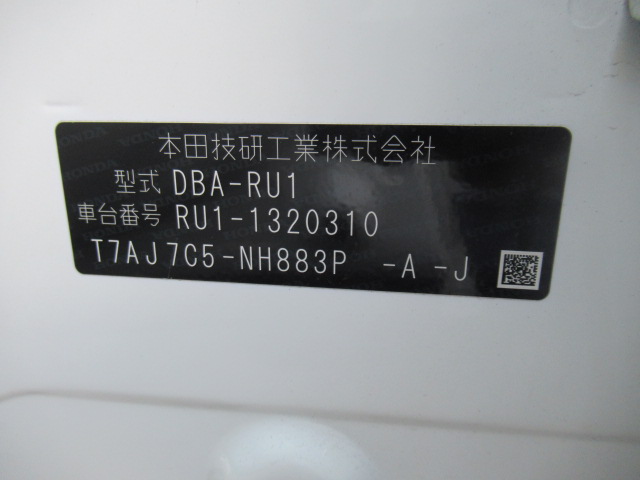 本田技研工業株式会社
型式 DBA-RU1
車台番号 RU1-1320310
T7AJ7C5-NH883P -A -J